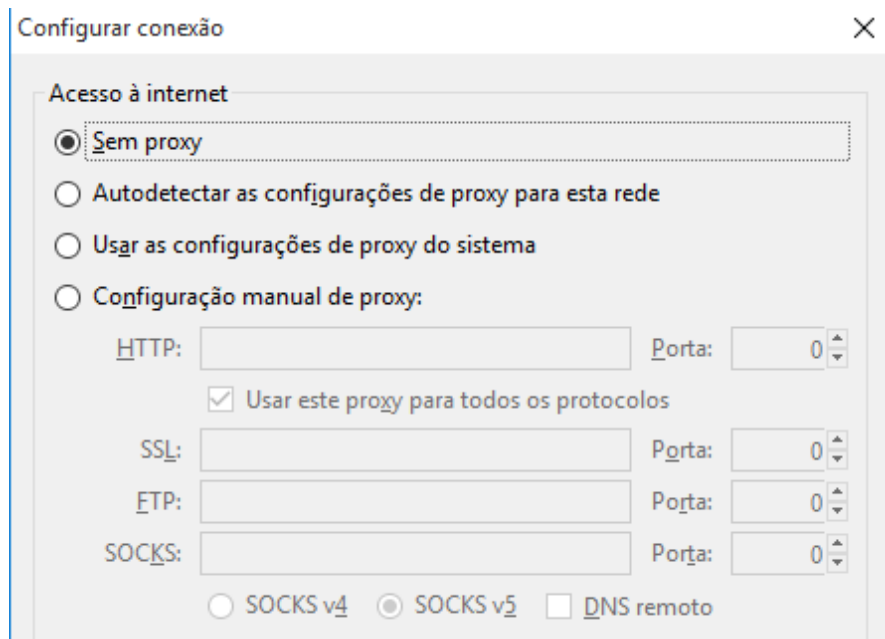 Configurar conexão
Acesso à internet
Sem proxy
Autodetectar as configurações de proxy para esta rede
Usar as configurações de proxy do sistema
Configuração manual de proxy:
HTTP: Porta: 0
Usar este proxy para todos os protocolos
SSL: Porta: 0
FTP: Porta: 0
SOCKS: Porta: 0
SOCKS v4 SOCKS v5 DNS remoto